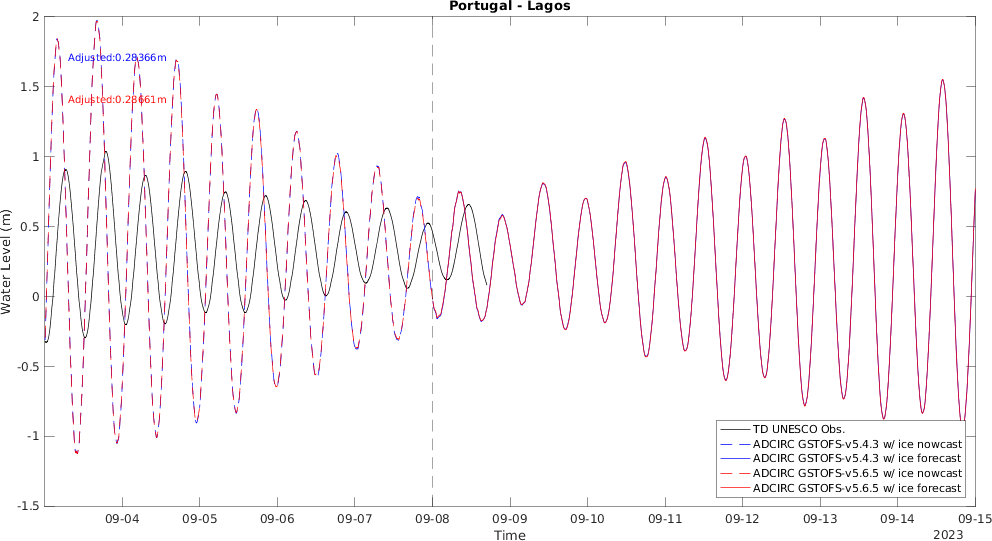 Portugal - Lagos
Water Level (m)
2
1.5
1
0.5
0
-0.5
-1
-1.5
Adjusted:0.28366m
Adjusted:0.28661m
TD UNESCO Obs.
ADCIRC GSTOFS-v5.4.3 w/ ice nowcast
ADCIRC GSTOFS-v5.4.3 w/ ice forecast
ADCIRC GSTOFS-v5.6.5 w/ ice nowcast
ADCIRC GSTOFS-v5.6.5 w/ ice forecast
09-04 09-05 09-06 09-07 09-08 09-09 09-10 09-11 09-12 09-13 09-14 09-15
Time
2023